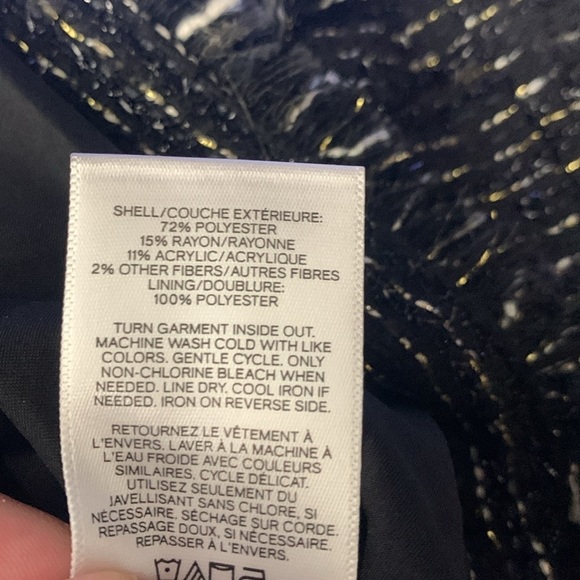 SHELL/COUCHE EXTÉRIEURE:
72% POLYESTER
15% RAYON/RAYONNE
11% ACRYLIC/ACRYLIQUE
2% OTHER FIBERS/AUTRES FIBRES
LINING/DOUBLURE:
100% POLYESTER
TURN GARMENT INSIDE OUT.
MACHINE WASH COLD WITH LIKE
COLORS. GENTLE CYCLE. ONLY
NON-CHLORINE BLEACH WHEN
NEEDED. LINE DRY. COOL IRON IF
NEEDED. IRON ON REVERSE SIDE.
RETOURNEZ LE VÊTEMENT À
L'ENVERS. LAVER À LA MACHINE À
L'EAU FROIDE AVEC COULEURS
SIMILAIRES, CYCLE DÉLICAT.
UTILISEZ SEULEMENT DU
JAVELLISANT SANS CHLORE, SI
NÉCESSAIRE. SÉCHAGE SUR CORDE.
REPASSAGE DOUX, SI NÉCESSAIRE.
REPASSER À L'ENVERS.